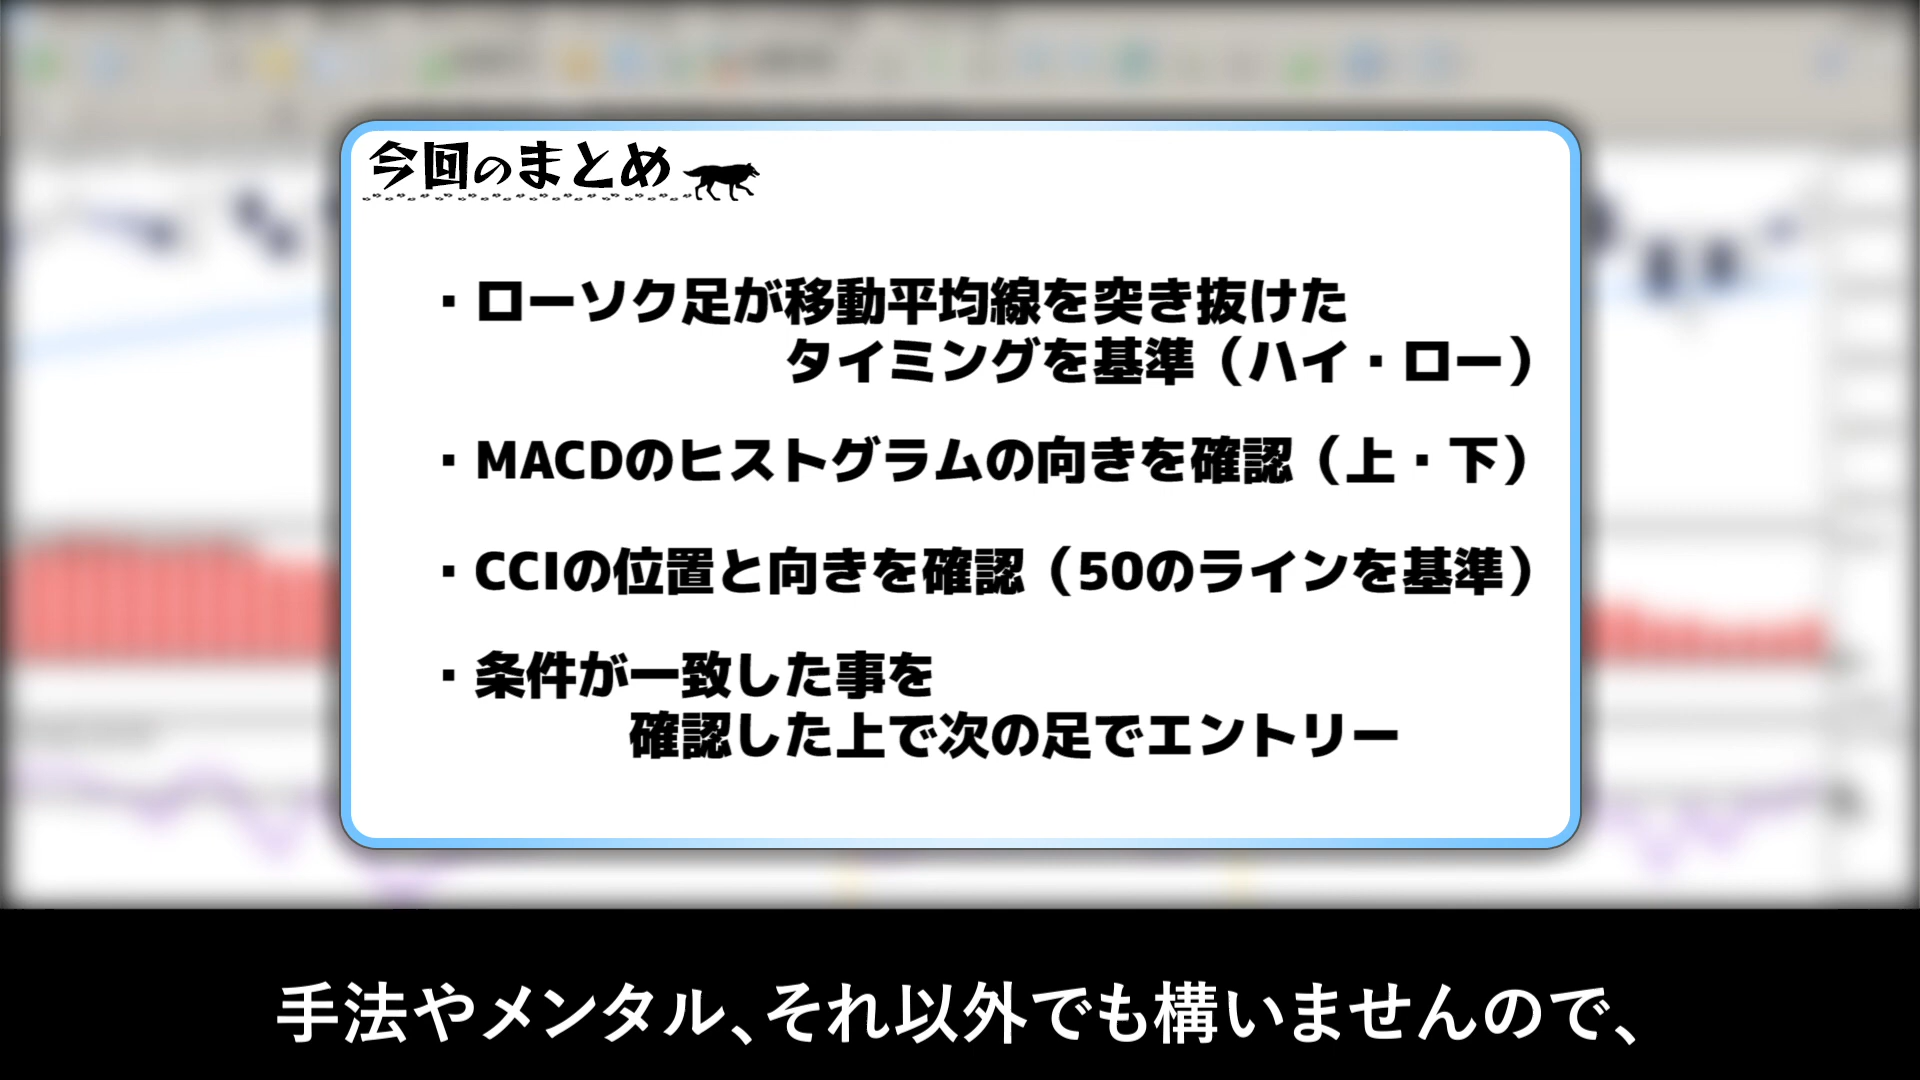 今回のまとめ
・ローソク足が移動平均線を突き抜けた
タイミングを基準（ハイ・ロー）
・MACDのヒストグラムの向きを確認（上・下）
・CCIの位置と向きを確認（50のラインを基準）
・条件が一致した事を
確認した上で次の足でエントリー
手法やメンタル、それ以外でも構いませんので、